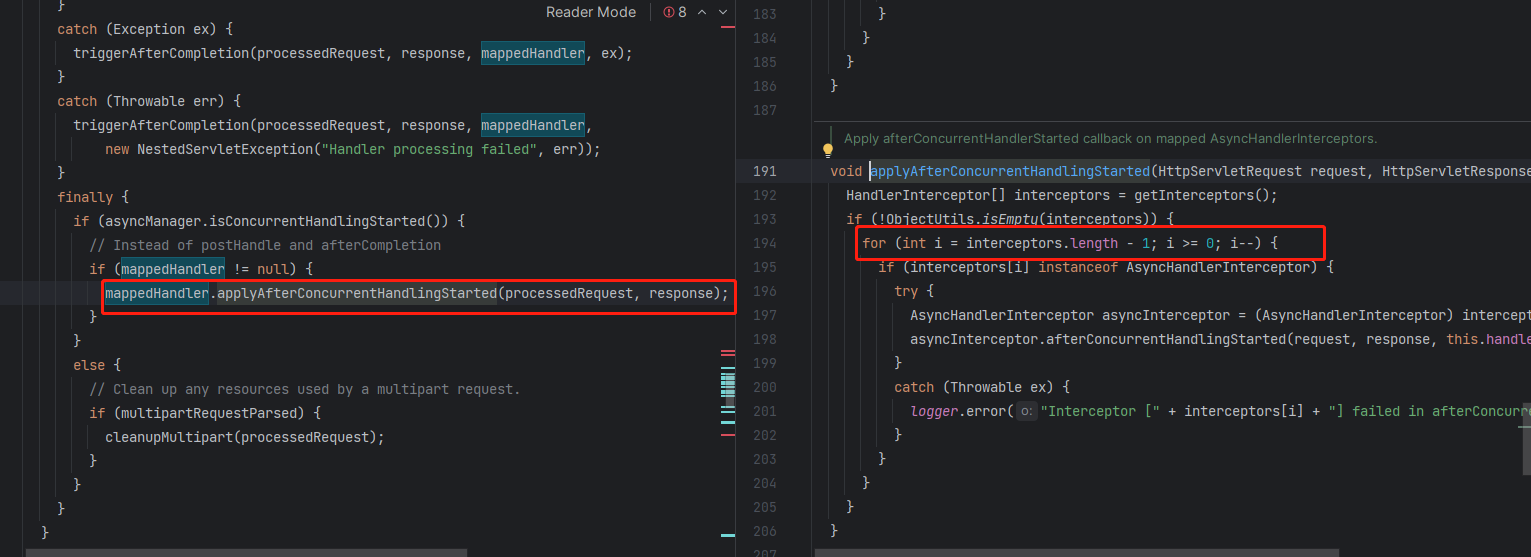 Reader Mode 8
}
catch (Exception ex) {
triggerAfterCompletion(processedRequest, response, mappedHandler, ex);
}
catch (Throwable err) {
triggerAfterCompletion(processedRequest, response, mappedHandler,
new NestedServletException("Handler processing failed", err));
}
finally {
if (asyncManager.isConcurrentHandlingStarted()) {
// Instead of postHandle and afterCompletion
if (mappedHandler != null) {
mappedHandler.applyAfterConcurrentHandlingStarted(processedRequest, response);
}
}
else {
// Clean up any resources used by a multipart request.
if (multipartRequestParsed) {
cleanupMultipart(processedRequest);
}
}
}
}
183 }
184 }
185 }
186 }
187
Apply afterConcurrentHandlerStarted callback on mapped AsyncHandlerInterceptors.
191 void applyAfterConcurrentHandlingStarted(HttpServletRequest request, HttpServletResponse
192 HandlerInterceptor[] interceptors = getInterceptors();
193 if (!ObjectUtils.isEmpty(interceptors)) {
194 for (int i = interceptors.length - 1; i >= 0; i--) {
195 if (interceptors[i] instanceof AsyncHandlerInterceptor) {
196 try {
197 AsyncHandlerInterceptor asyncInterceptor = (AsyncHandlerInterceptor) intercept
198 asyncInterceptor.afterConcurrentHandlingStarted(request, response, this.handle
199 }
200 catch (Throwable ex) {
201 logger.error( o: "Interceptor [" + interceptors[i] + "] failed in afterConcurre
202 }
203 }
204 }
205 }
206 }
207